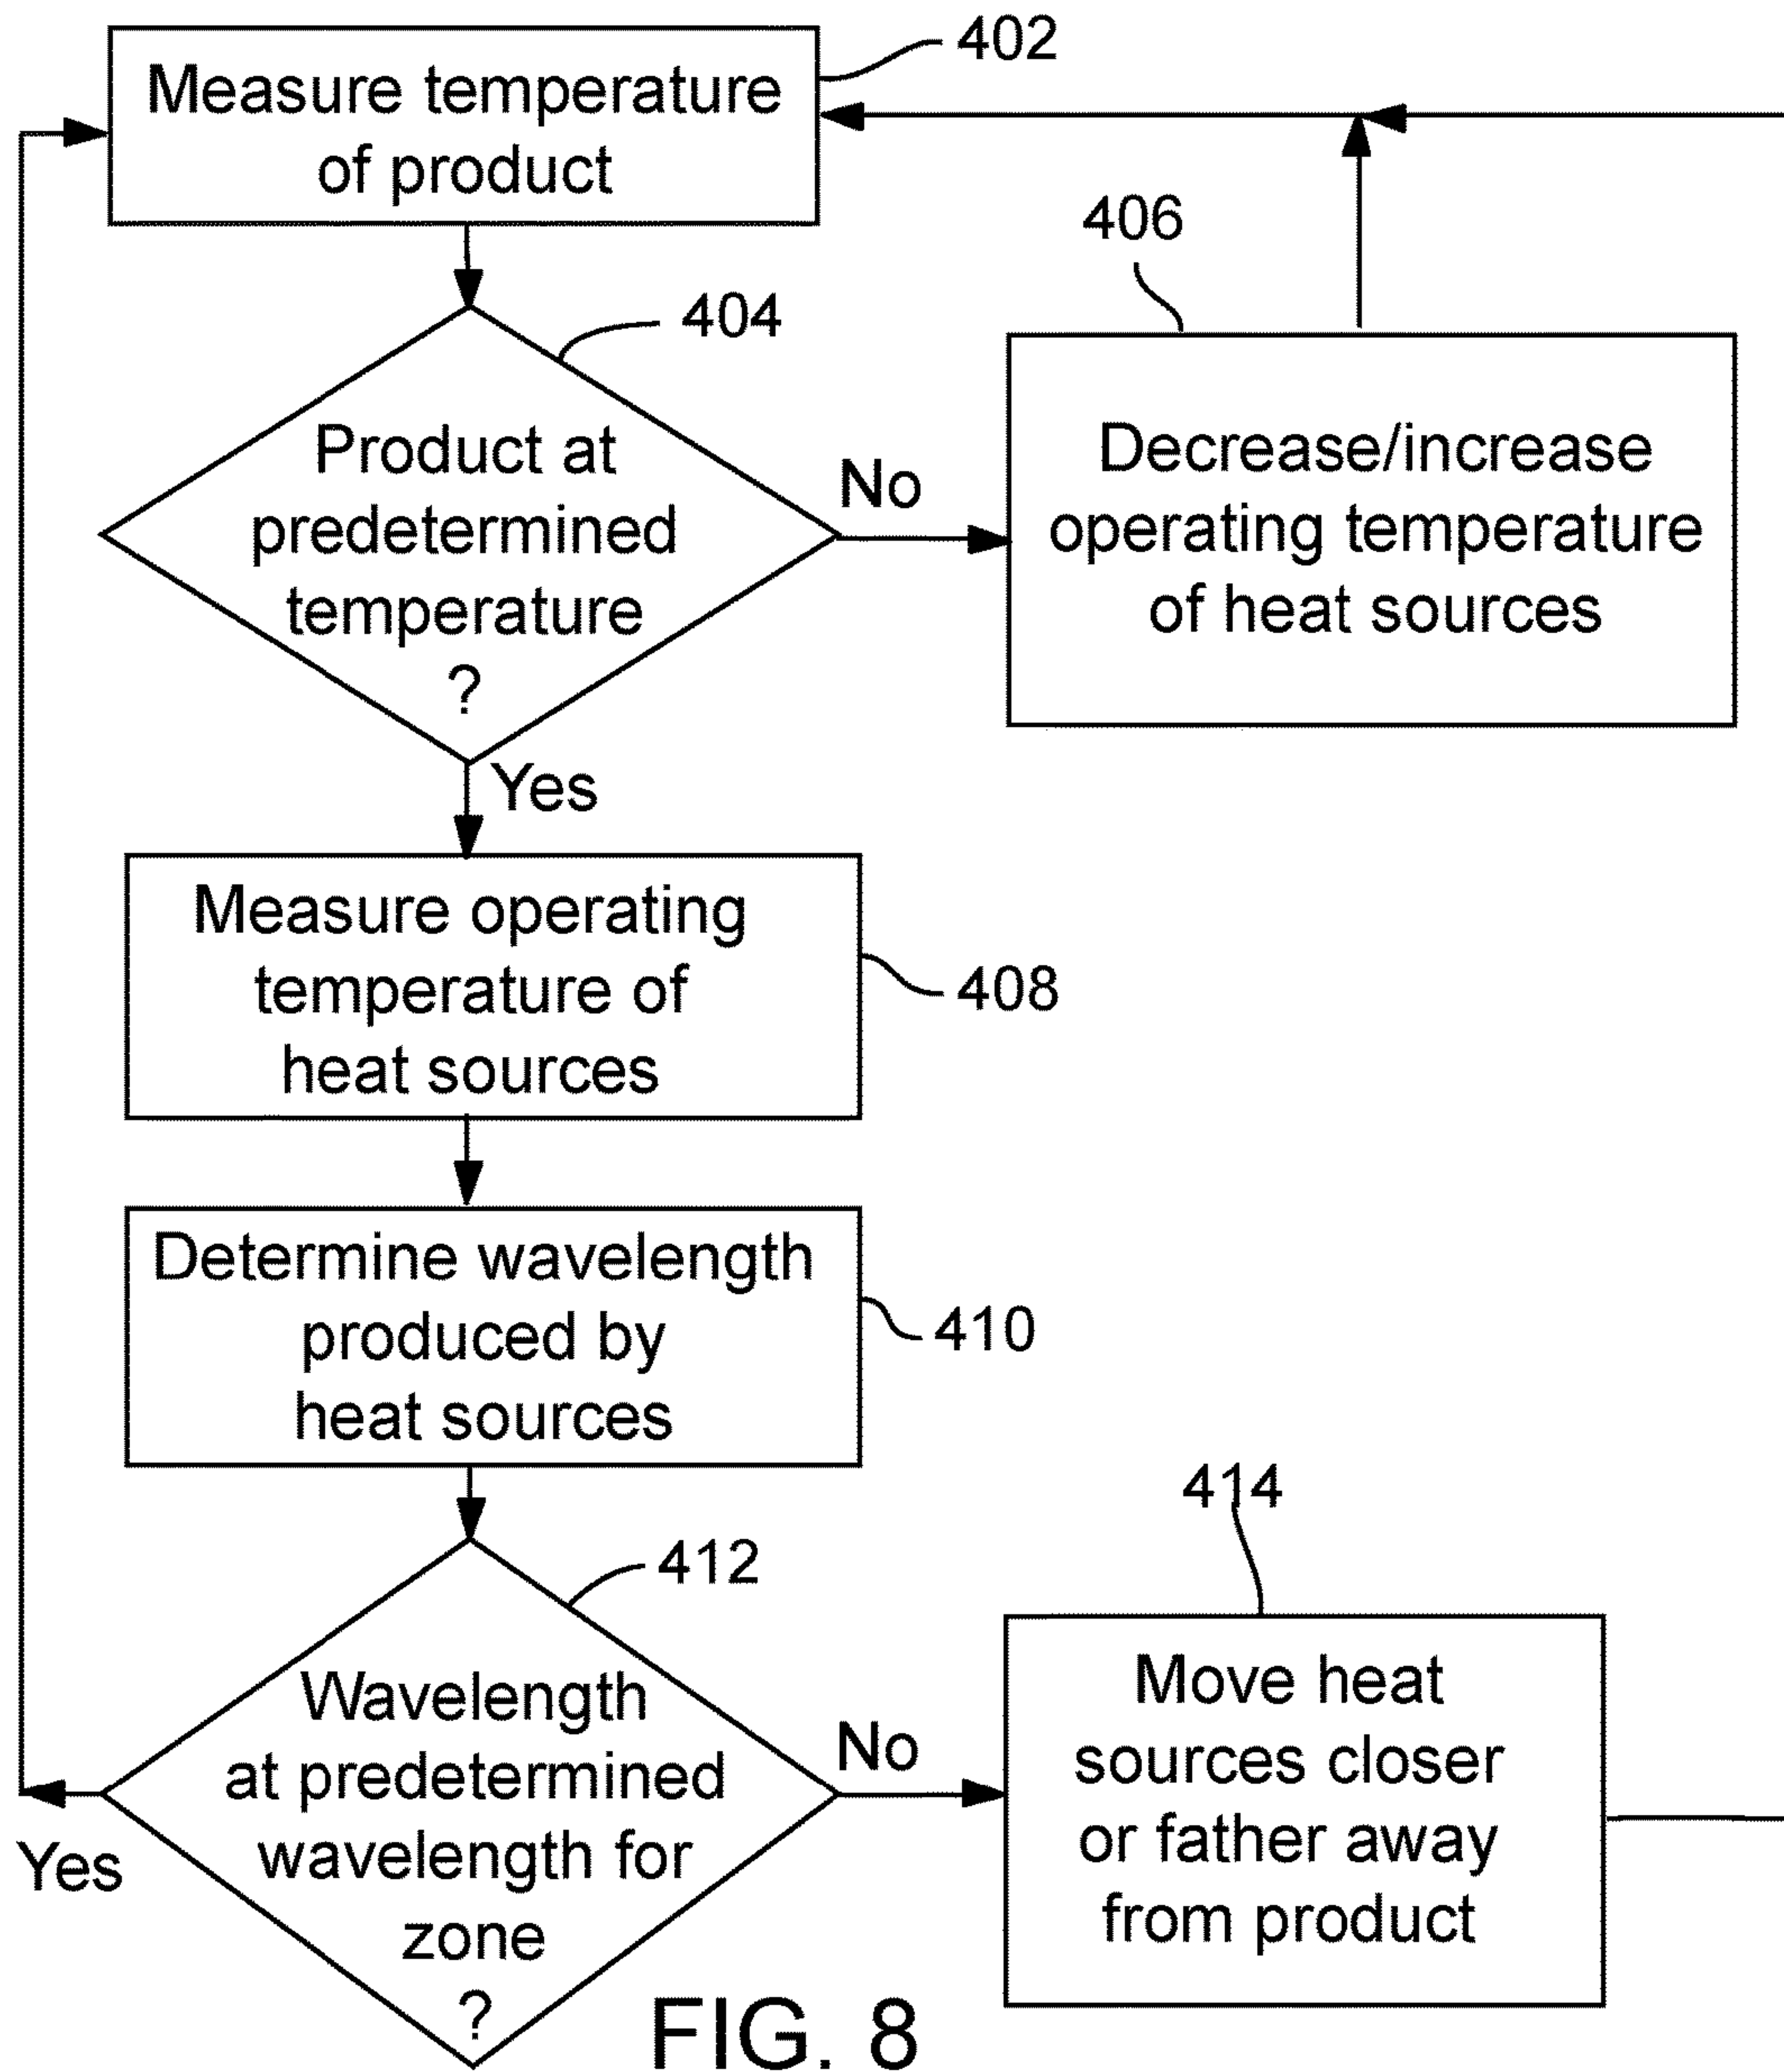 402
Measure temperature
of product
406
404
Product at
predetermined
temperature
?
No
Decrease/increase
operating temperature
of heat sources
Yes
Measure operating
temperature of
heat sources
408
Determine wavelength
produced by
heat sources
410
414
412
Wavelength
at predetermined
wavelength for
zone
?
No
Yes
Move heat
sources closer
or father away
from product
FIG. 8